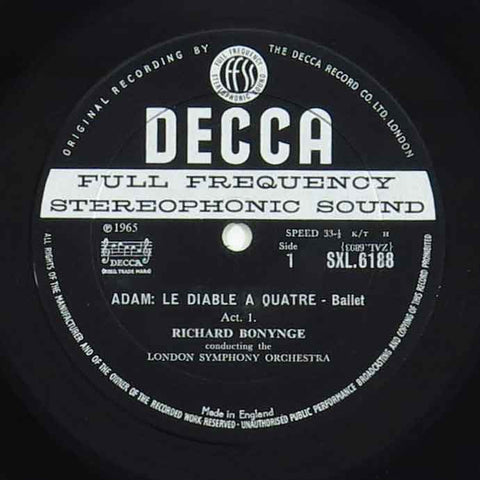 ORIGINAL RECORDING BY
THE DECCA RECORD CO. LTD. LONDON
FULL FREQUENCY
ffss
STEREOPHONIC SOUND
DECCA
FULL FREQUENCY
STEREOPHONIC SOUND
℗1965
SPEED 33⅓ K/T H
DECCA
Side
1
SXL.6188
ADAM: LE DIABLE A QUATRE - Ballet
Act. 1.
RICHARD BONYNGE
conducting the
LONDON SYMPHONY ORCHESTRA
Made in England
ALL RIGHTS OF THE MANUFACTURER AND OF THE OWNER OF THE RECORDED WORK RESERVED - UNAUTHORISED PUBLIC PERFORMANCE BROADCASTING AND COPYING OF THIS RECORD PROHIBITED